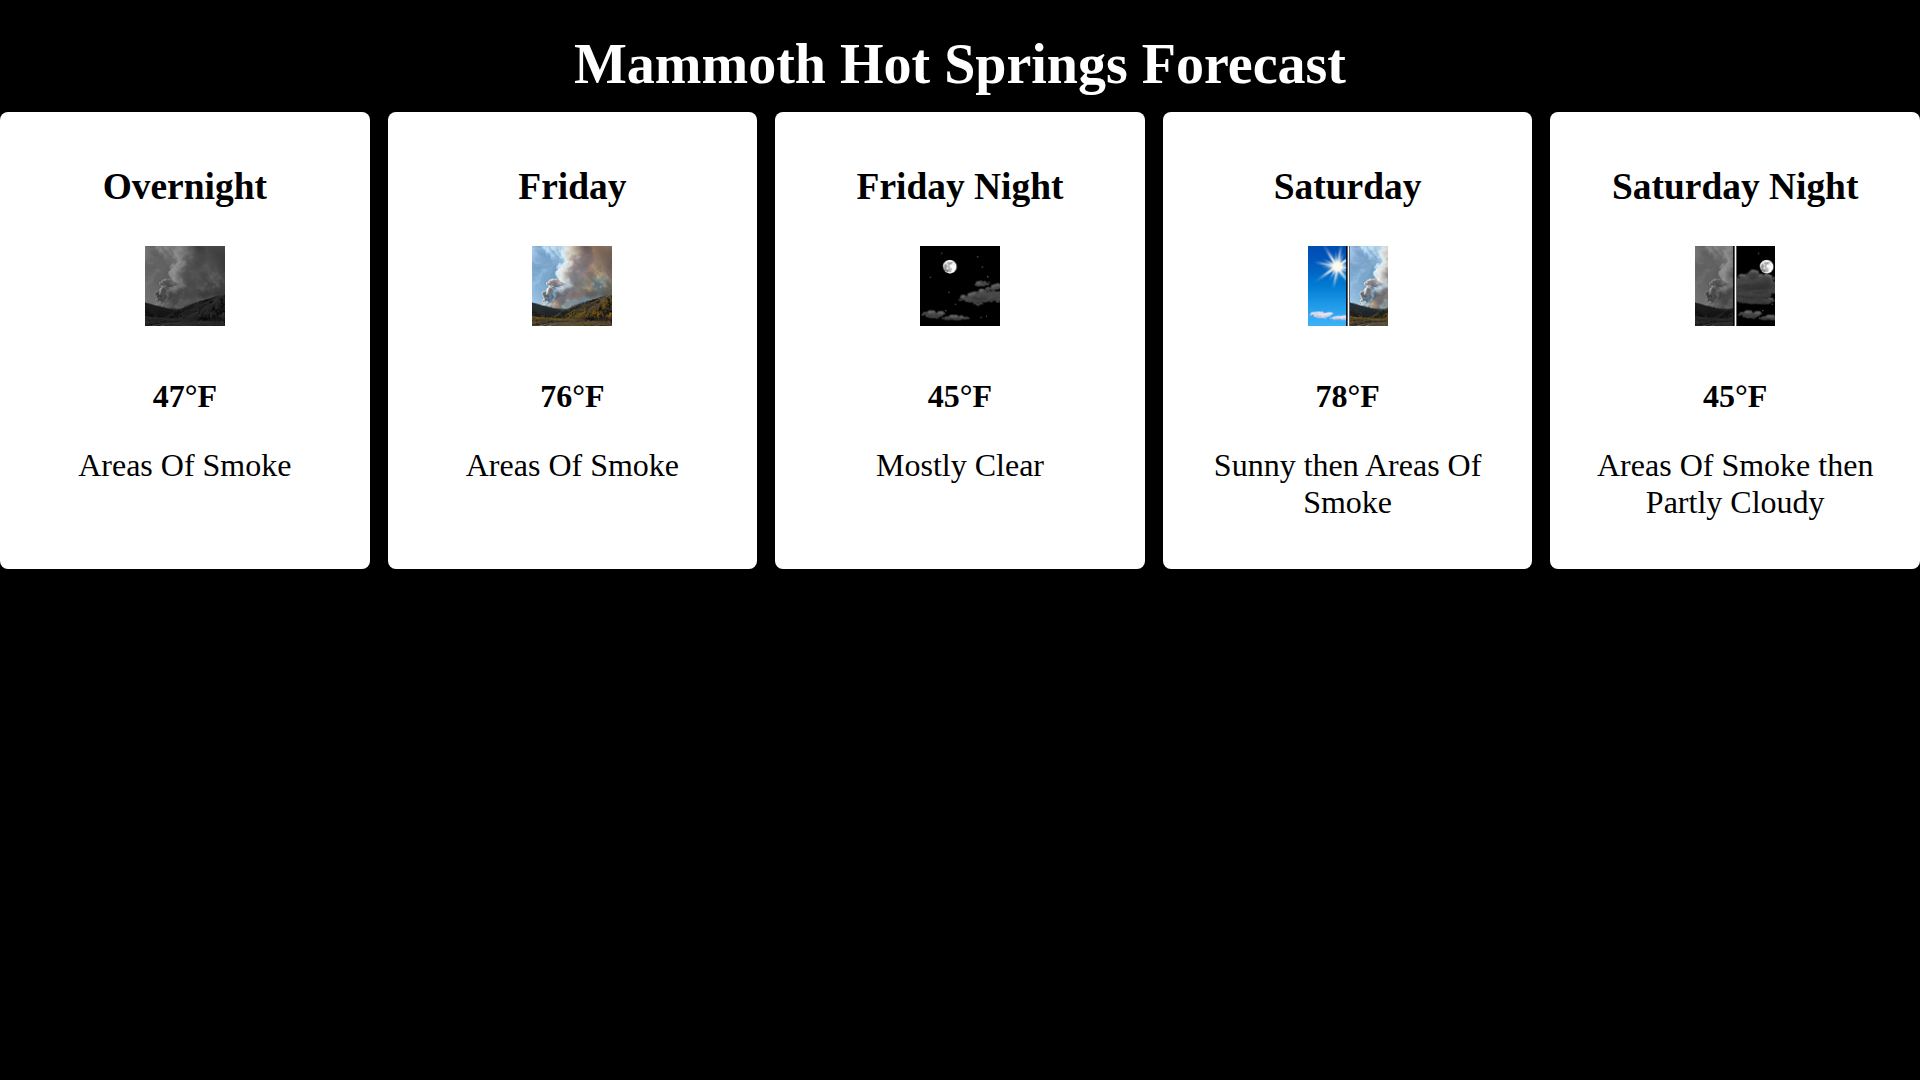 Mammoth Hot Springs Forecast
Overnight
47°F
Areas Of Smoke
Friday
76°F
Areas Of Smoke
Friday Night
45°F
Mostly Clear
Saturday
78°F
Sunny then Areas Of
Smoke
Saturday Night
45°F
Areas Of Smoke then
Partly Cloudy